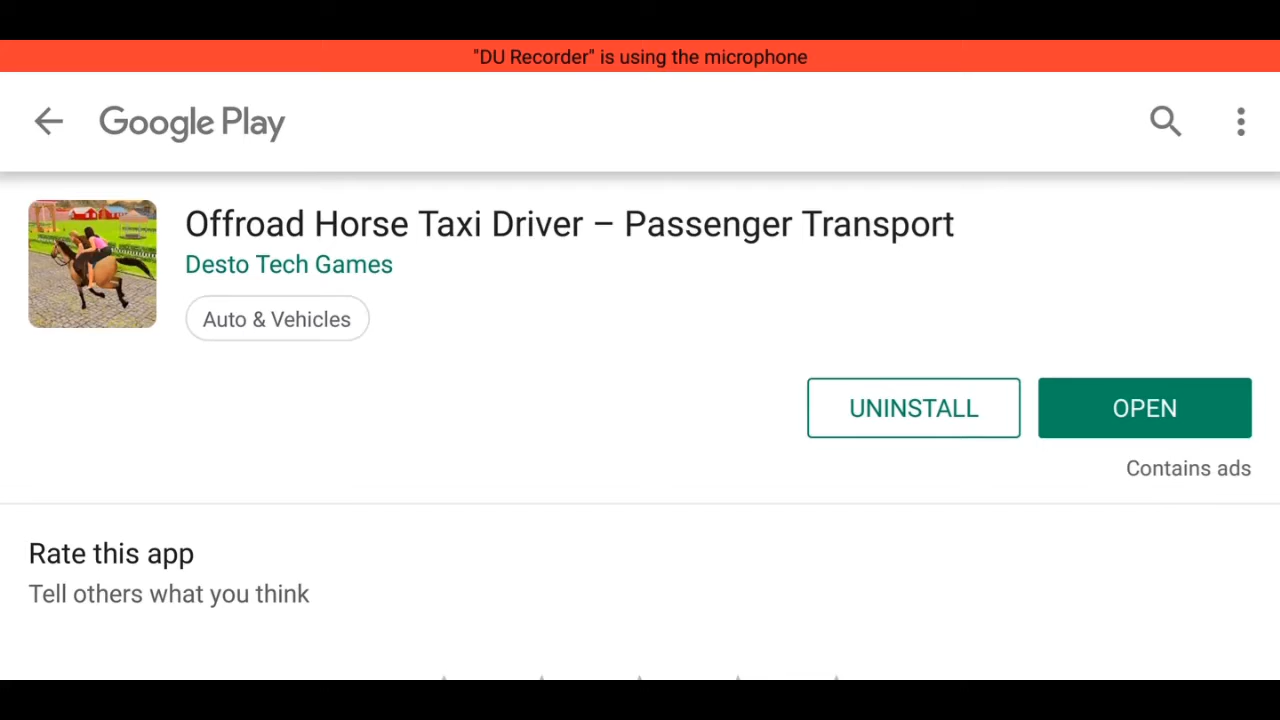 "DU Recorder" is using the microphone
Google Play
Offroad Horse Taxi Driver – Passenger Transport
Desto Tech Games
Auto & Vehicles
UNINSTALL
OPEN
Contains ads
Rate this app
Tell others what you think